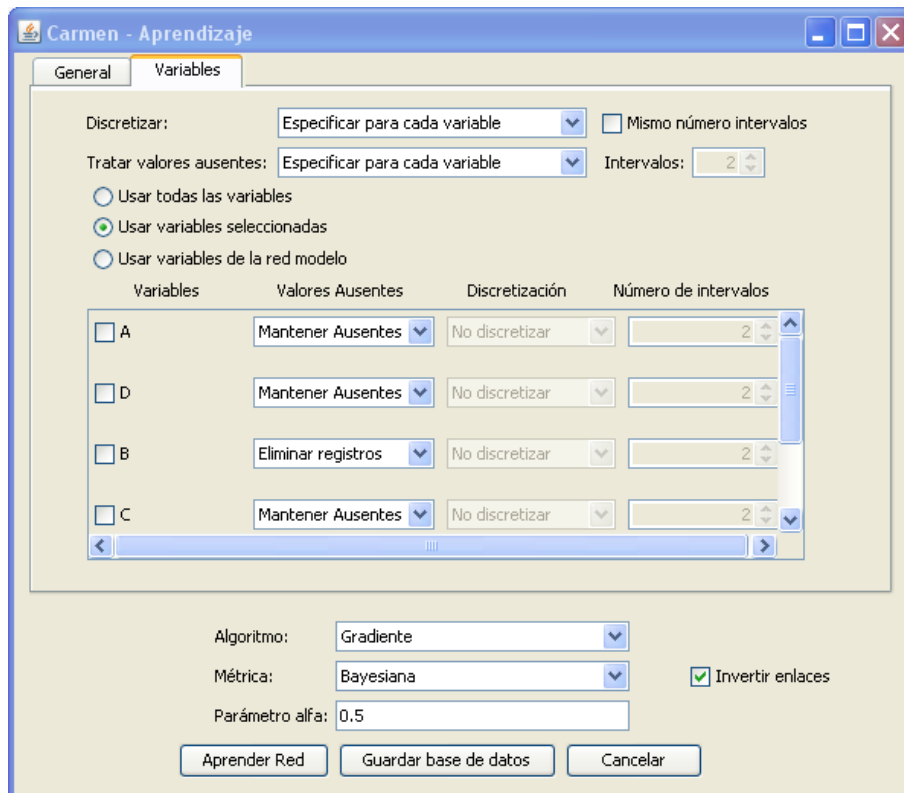 Carmen - Aprendizaje
General Variables
Discretizar: Especificar para cada variable Mismo número intervalos
Tratar valores ausentes: Especificar para cada variable Intervalos: 2
Usar todas las variables
Usar variables seleccionadas
Usar variables de la red modelo
Variables Valores Ausentes Discretización Número de intervalos
A Mantener Ausentes No discretizar 2
D Mantener Ausentes No discretizar 2
B Eliminar registros No discretizar 2
C Mantener Ausentes No discretizar 2
Algoritmo: Gradiente
Métrica: Bayesiana Invertir enlaces
Parámetro alfa: 0.5
Aprender Red Guardar base de datos Cancelar